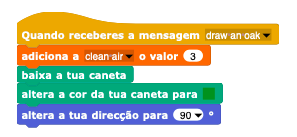 Quando receberes a mensagem draw an oak
adiciona a clean air o valor 3
baixa a tua caneta
altera a cor da tua caneta para
altera a tua direcção para 90 °